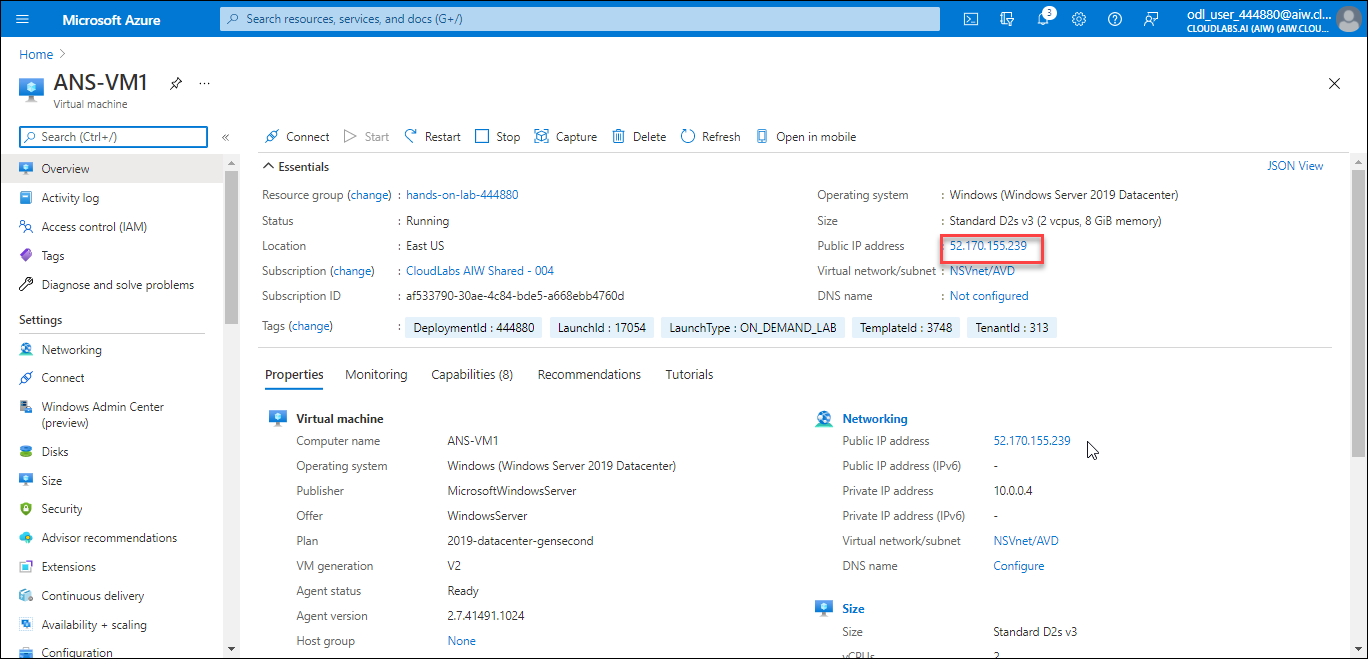 Microsoft Azure
Search resources, services, and docs (G+/)
3
odl_user_444880@aiw.cl...
CLOUDLABS.AI (AIW) (AIW.CLOU...
Home
ANS-VM1
...
Virtual machine
Search (Ctrl+/)
«
Connect
Start
Restart
Stop
Capture
Delete
Refresh
Open in mobile
Overview
Activity log
Access control (IAM)
Tags
Diagnose and solve problems
Settings
Networking
Connect
Windows Admin Center
(preview)
Disks
Size
Security
Advisor recommendations
Extensions
Continuous delivery
Availability + scaling
Configuration
Essentials
JSON View
Resource group (change) : hands-on-lab-444880
Status : Running
Location : East US
Subscription (change) : CloudLabs AIW Shared - 004
Subscription ID : af533790-30ae-4c84-bde5-a668ebb4760d
Operating system : Windows (Windows Server 2019 Datacenter)
Size : Standard D2s v3 (2 vcpus, 8 GiB memory)
Public IP address : 52.170.155.239
Virtual network/subnet : NSVnet/AVD
DNS name : Not configured
Tags (change) : DeploymentId : 444880 LaunchId : 17054 LaunchType : ON_DEMAND_LAB TemplateId : 3748 TenantId : 313
Properties Monitoring Capabilities (8) Recommendations Tutorials
Virtual machine
Computer name ANS-VM1
Operating system Windows (Windows Server 2019 Datacenter)
Publisher MicrosoftWindowsServer
Offer WindowsServer
Plan 2019-datacenter-gensecond
VM generation V2
Agent status Ready
Agent version 2.7.41491.1024
Host group None
Networking
Public IP address 52.170.155.239
Public IP address (IPv6) -
Private IP address 10.0.0.4
Private IP address (IPv6) -
Virtual network/subnet NSVnet/AVD
DNS name Configure
Size
Size Standard D2s v3
vCPUs 2